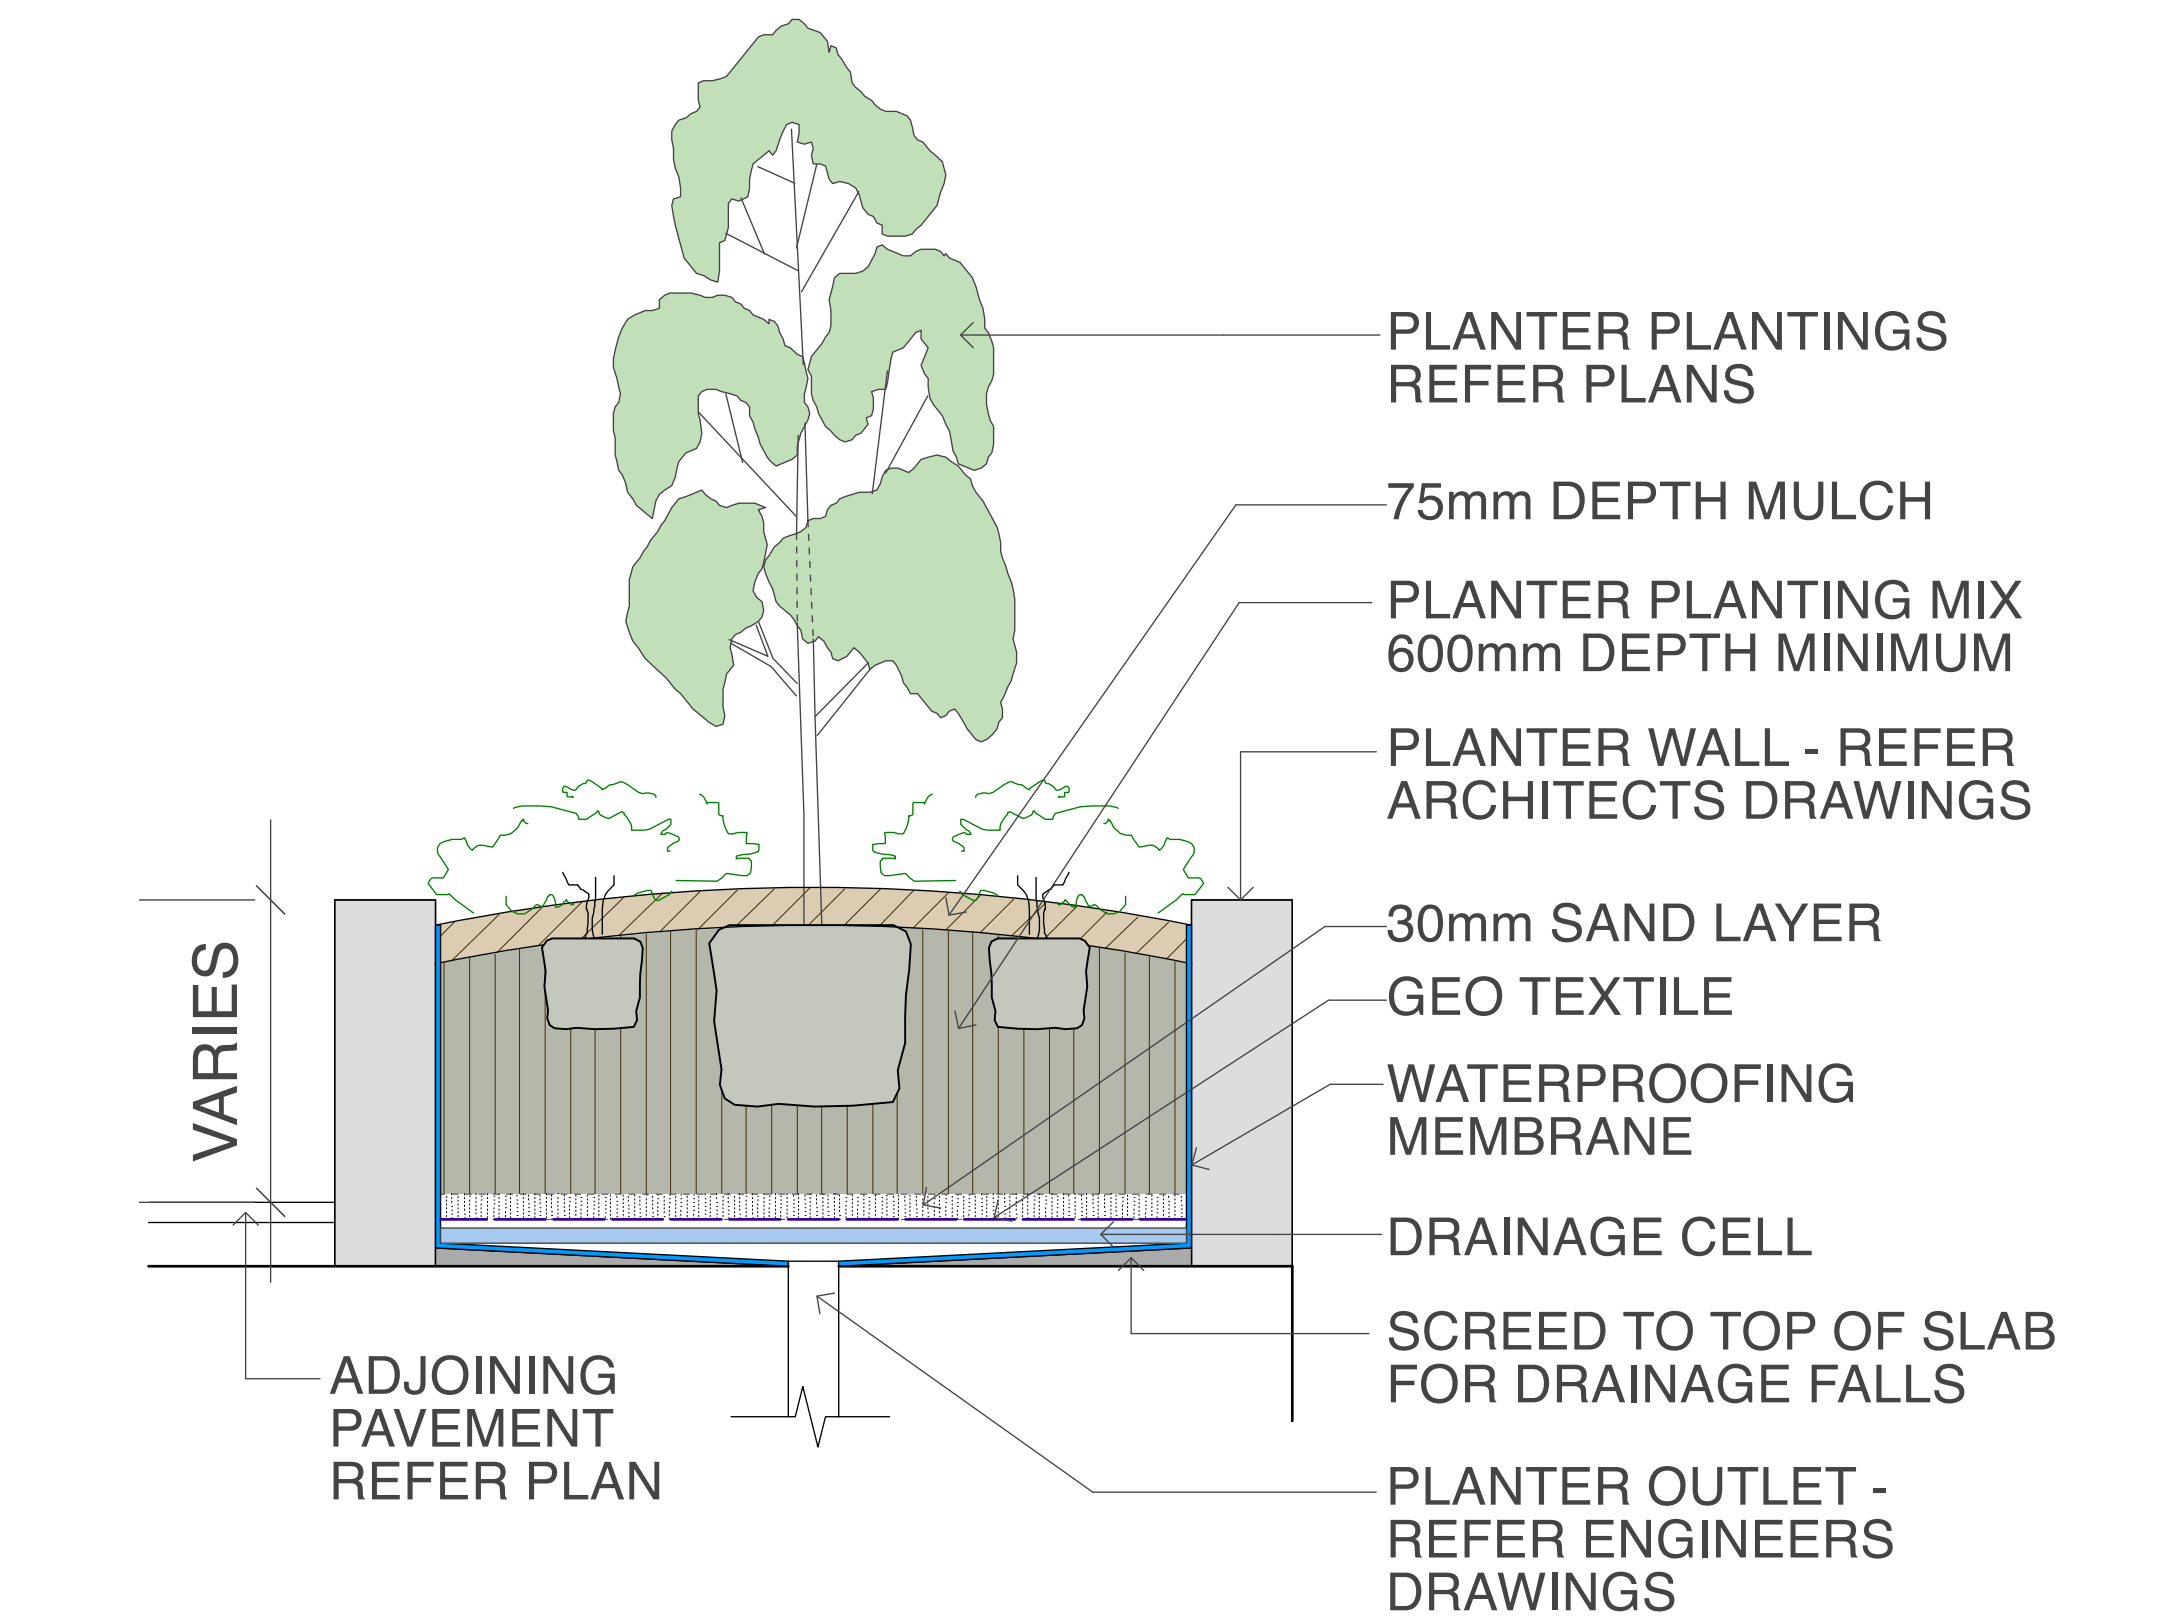 PLANTER PLANTINGS
REFER PLANS
75mm DEPTH MULCH
PLANTER PLANTING MIX
600mm DEPTH MINIMUM
PLANTER WALL - REFER
ARCHITECTS DRAWINGS
30mm SAND LAYER
GEO TEXTILE
WATERPROOFING
MEMBRANE
DRAINAGE CELL
SCREED TO TOP OF SLAB
FOR DRAINAGE FALLS
PLANTER OUTLET -
REFER ENGINEERS
DRAWINGS
VARIES
ADJOINING
PAVEMENT
REFER PLAN